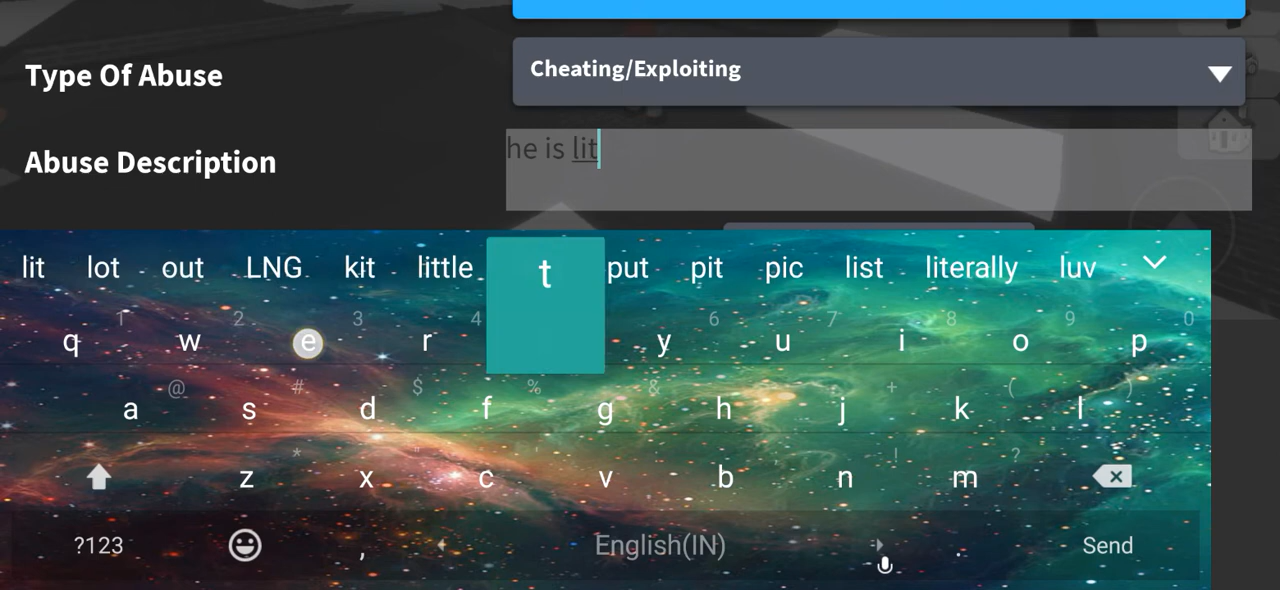 Type Of Abuse
Cheating/Exploiting
Abuse Description
he is lit
lit lot out LNG kit little t put pit pic list literally luv
1 2 3 4 6 7 8 9 0
q w e r y u i o p
@ # $ % & - + ( )
a s d f g h j k l
* " ' : ; ! ?
z x c v b n m
?123 , English(IN) . Send